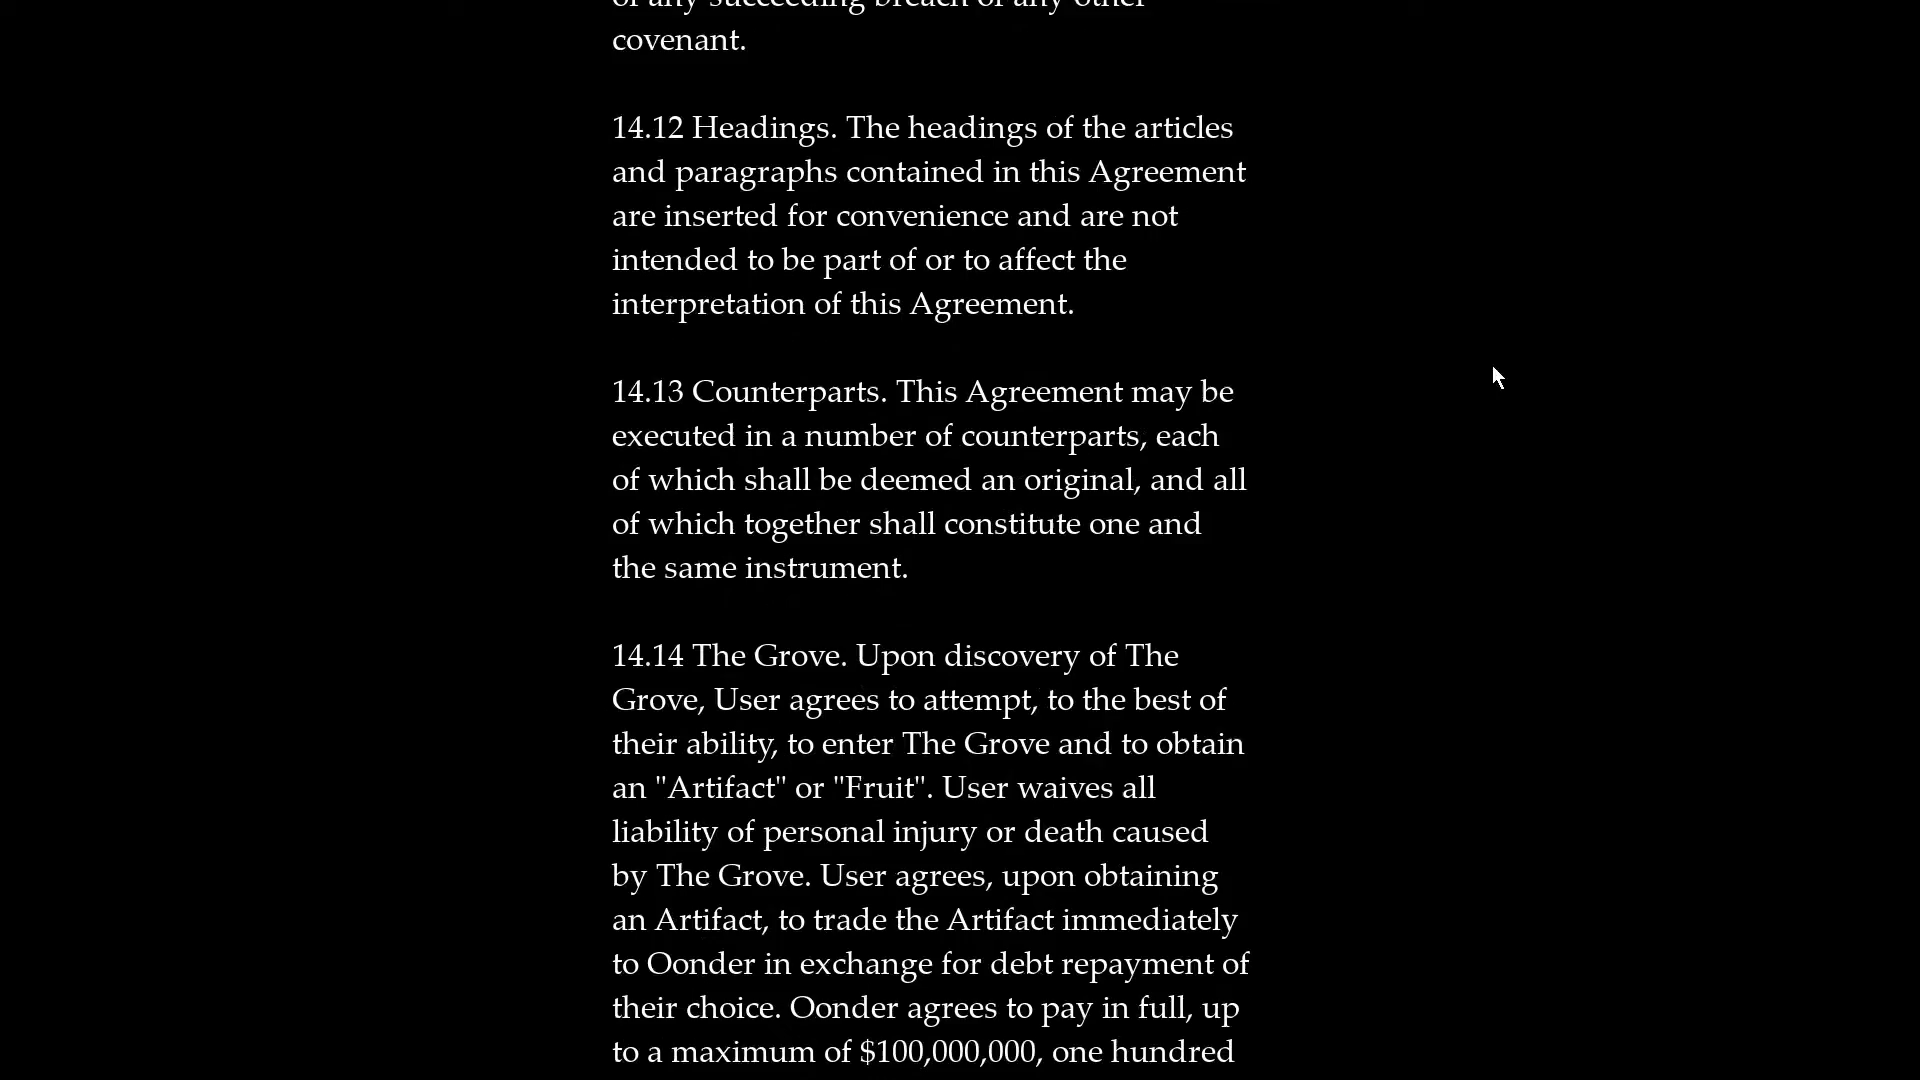 of any succeeding breach of any other
covenant.
14.12 Headings. The headings of the articles
and paragraphs contained in this Agreement
are inserted for convenience and are not
intended to be part of or to affect the
interpretation of this Agreement.
14.13 Counterparts. This Agreement may be
executed in a number of counterparts, each
of which shall be deemed an original, and all
of which together shall constitute one and
the same instrument.
14.14 The Grove. Upon discovery of The
Grove, User agrees to attempt, to the best of
their ability, to enter The Grove and to obtain
an "Artifact" or "Fruit". User waives all
liability of personal injury or death caused
by The Grove. User agrees, upon obtaining
an Artifact, to trade the Artifact immediately
to Oonder in exchange for debt repayment of
their choice. Oonder agrees to pay in full, up
to a maximum of $100,000,000, one hundred